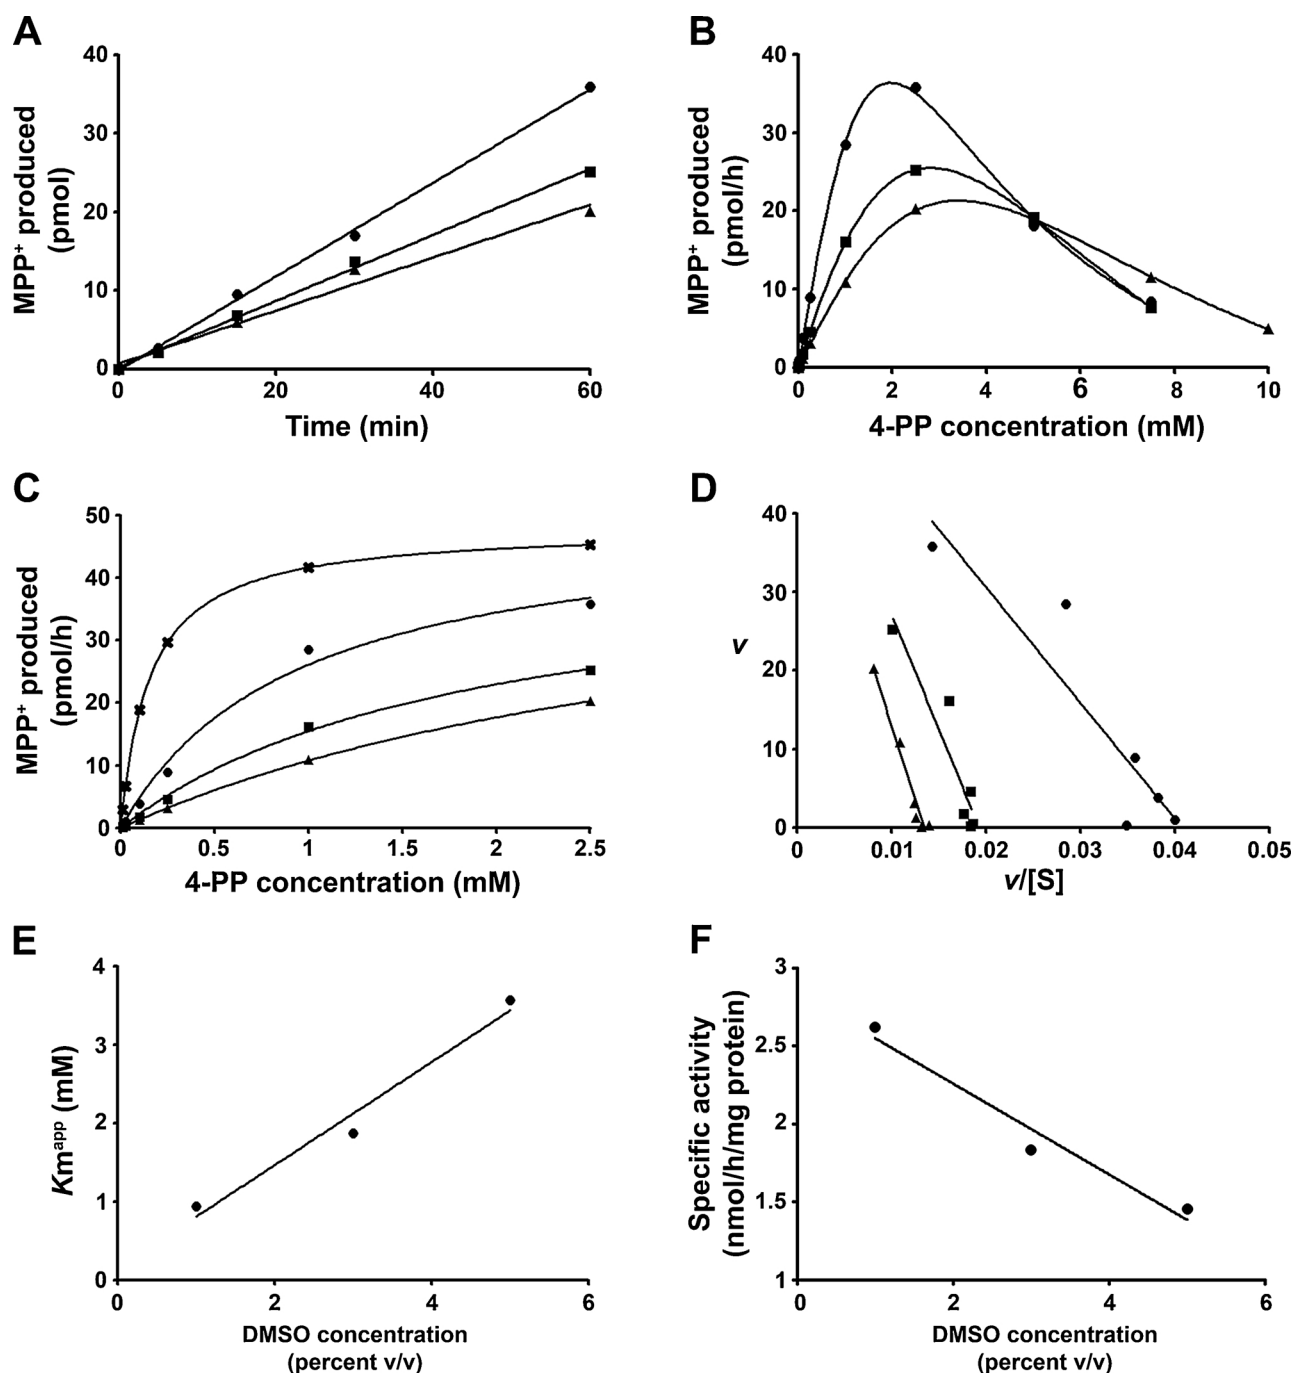 A
MPP⁺ produced
(pmol)
40
30
20
10
0
0 20 40 60
Time (min)
B
MPP⁺ produced
(pmol/h)
40
30
20
10
0
0 2 4 6 8 10
4-PP concentration (mM)
C
MPP⁺ produced
(pmol/h)
50
40
30
20
10
0
0 0.5 1 1.5 2 2.5
4-PP concentration (mM)
D
v
40
30
20
10
0
0 0.01 0.02 0.03 0.04 0.05
v/[S]
E
Kmᵃᵖᵖ (mM)
4
3
2
1
0
0 2 4 6
DMSO concentration
(percent v/v)
F
Specific activity
(nmol/h/mg protein)
3
2.5
2
1.5
1
0 2 4 6
DMSO concentration
(percent v/v)